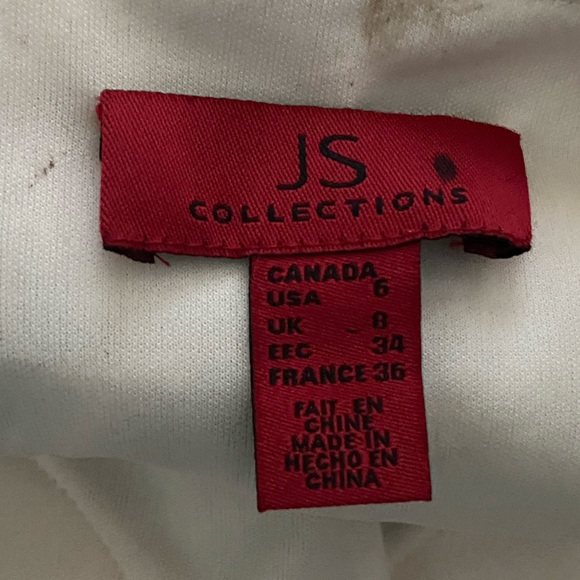 JS
COLLECTIONS
CANADA
USA 6
UK - 8
EEC 34
FRANCE 36
FAIT EN
CHINE
MADE IN
HECHO EN
CHINA